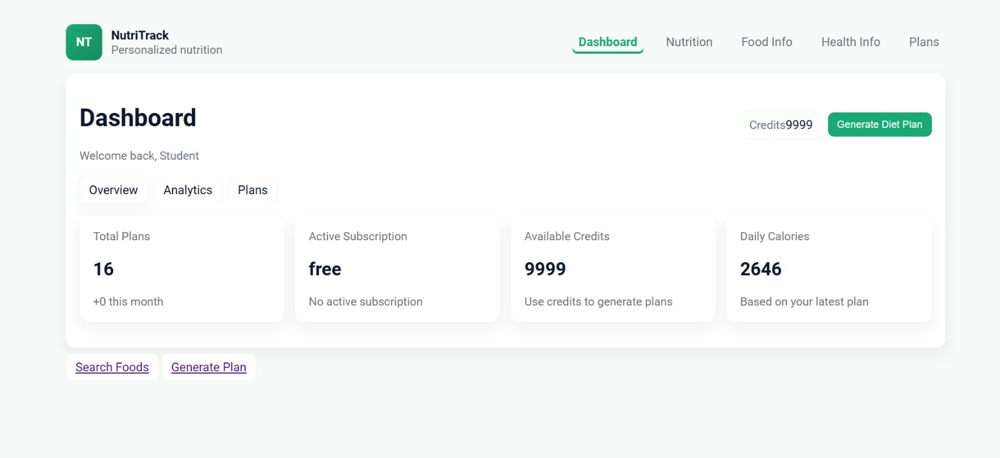 NT
NutriTrack
Personalized nutrition
Dashboard Nutrition Food Info Health Info Plans
Dashboard
Credits9999
Generate Diet Plan
Welcome back, Student
Overview Analytics Plans
Total Plans
16
+0 this month
Active Subscription
free
No active subscription
Available Credits
9999
Use credits to generate plans
Daily Calories
2646
Based on your latest plan
Search Foods Generate Plan